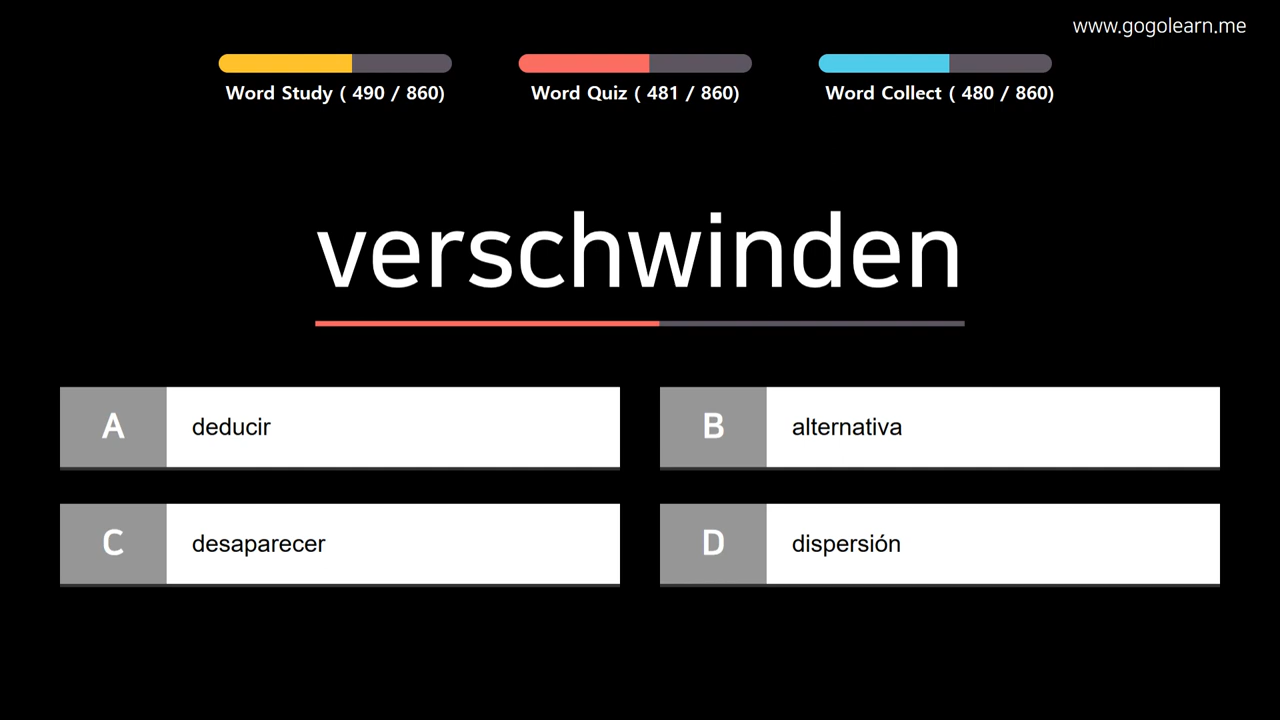 www.gogolearn.me
Word Study ( 490 / 860)
Word Quiz ( 481 / 860)
Word Collect ( 480 / 860)
verschwinden
A deducir
B alternativa
C desaparecer
D dispersión